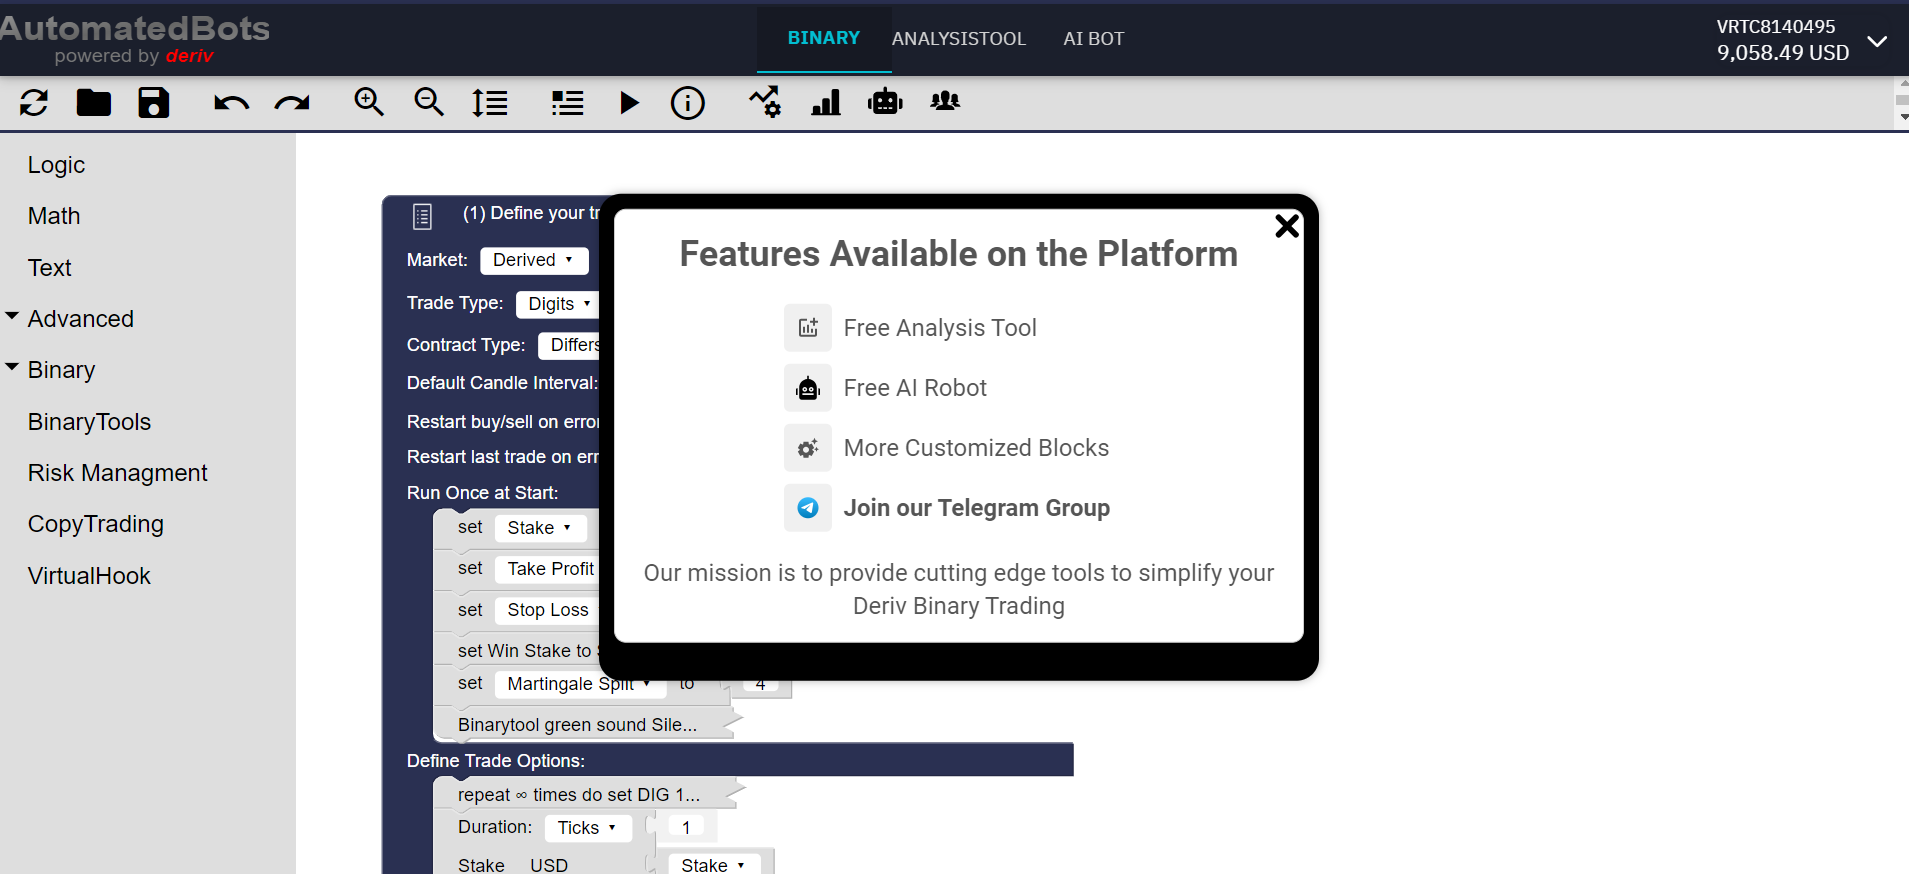 AutomatedBots
powered by deriv
BINARY
ANALYSISTOOL
AI BOT
VRTC8140495
9,058.49 USD
Logic
Math
Text
Advanced
Binary
BinaryTools
Risk Managment
CopyTrading
VirtualHook
(1) Define your tr
Market: Derived
Trade Type: Digits
Contract Type: Differs
Default Candle Interval:
Restart buy/sell on error
Restart last trade on err
Run Once at Start:
set Stake
set Take Profit
set Stop Loss
set Win Stake to
set Martingale Split to 4
Binarytool green sound Sile...
Define Trade Options:
repeat ∞ times do set DIG 1...
Duration: Ticks 1
Stake USD Stake
Features Available on the Platform
Free Analysis Tool
Free AI Robot
More Customized Blocks
Join our Telegram Group
Our mission is to provide cutting edge tools to simplify your
Deriv Binary Trading